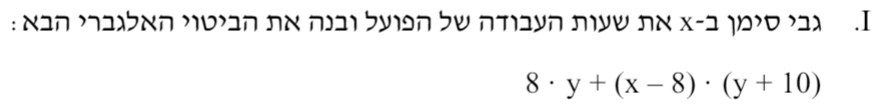 I. גבי סימן ב-x את שעות העבודה של הפועל ובנה את הביטוי האלגברי הבא:
8 · y + (x – 8) · (y + 10)